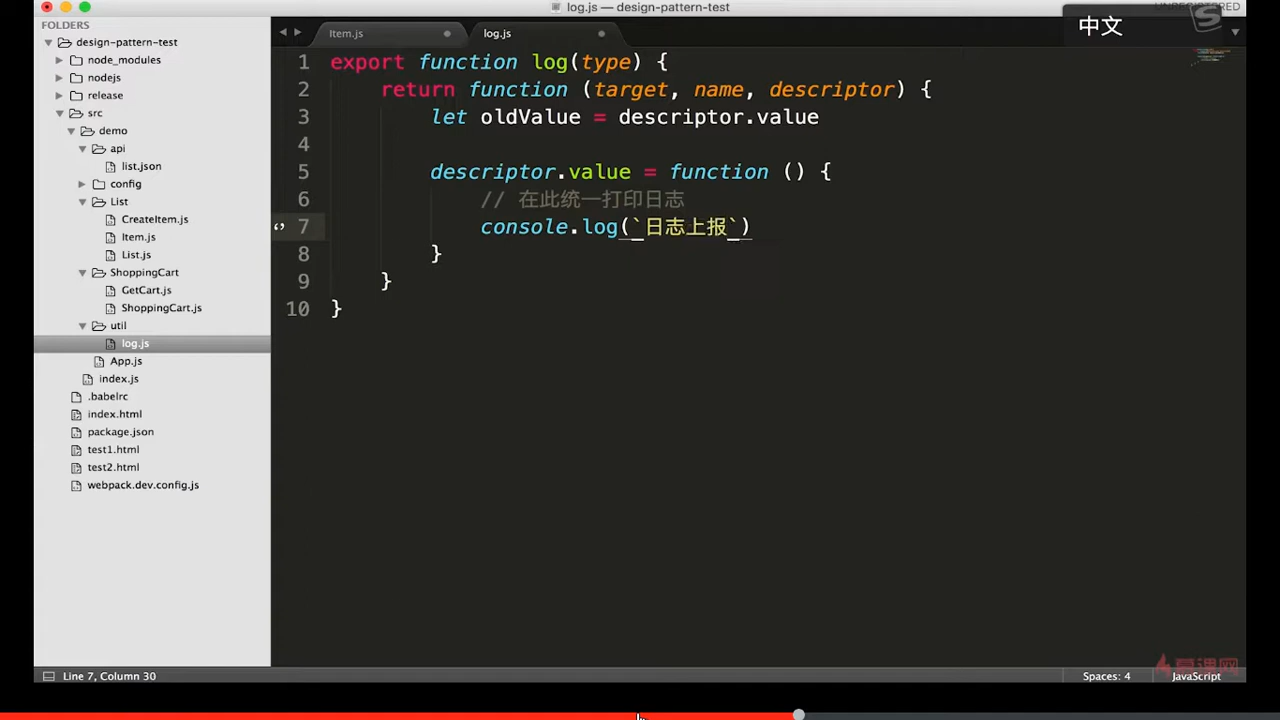 log.js — design-pattern-test
UNREGISTERED
中文
FOLDERS
design-pattern-test
node_modules
nodejs
release
src
demo
api
list.json
config
List
CreateItem.js
Item.js
List.js
ShoppingCart
GetCart.js
ShoppingCart.js
util
log.js
App.js
index.js
.babelrc
index.html
package.json
test1.html
test2.html
webpack.dev.config.js
Item.js
log.js
1 export function log(type) {
2 return function (target, name, descriptor) {
3 let oldValue = descriptor.value
4
5 descriptor.value = function () {
6 // 在此统一打印日志
7 console.log(`日志上报`)
8 }
9 }
10 }
慕课网
Line 7, Column 30
Spaces: 4
JavaScript